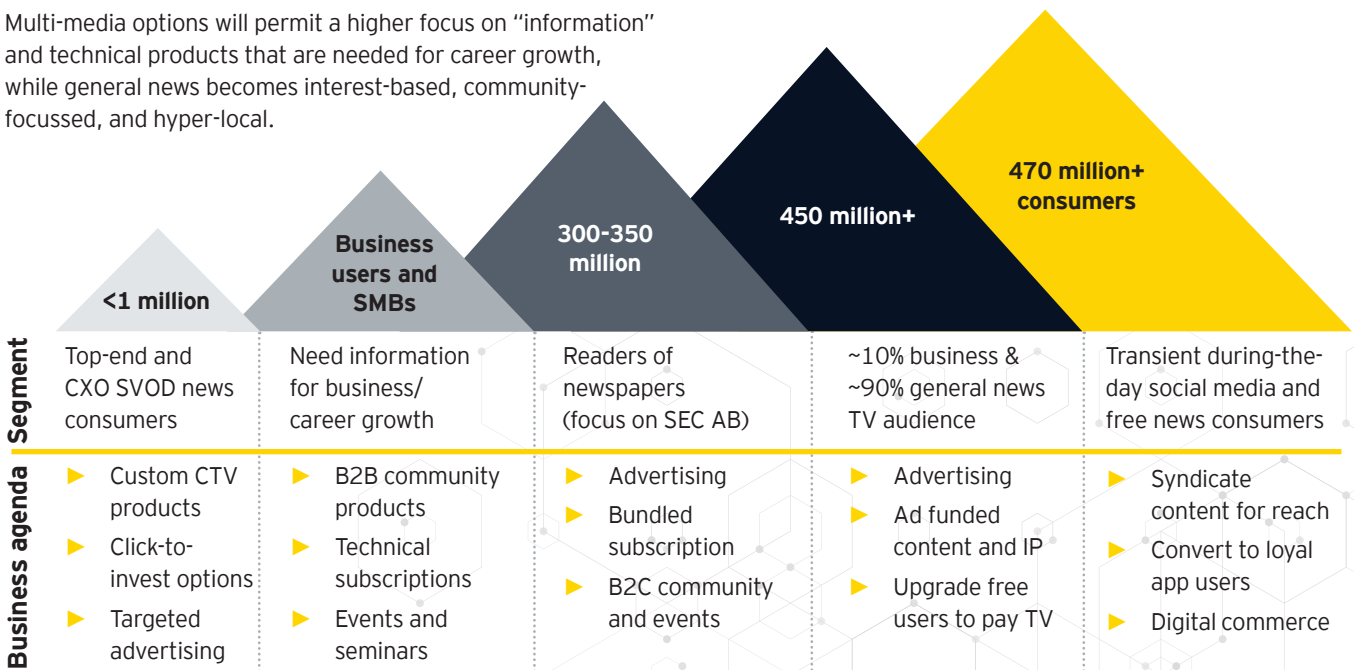 Multi-media options will permit a higher focus on “information”
and technical products that are needed for career growth,
while general news becomes interest-based, community-
focussed, and hyper-local.
<1 million
Business
users and
SMBs
300-350
million
450 million+
470 million+
consumers
Segment
Top-end and
CXO SVOD news
consumers
Need information
for business/
career growth
Readers of
newspapers
(focus on SEC AB)
~10% business &
~90% general news
TV audience
Transient during-the-
day social media and
free news consumers
Business agenda
► Custom CTV
products
► Click-to-
invest options
► Targeted
advertising
► B2B community
products
► Technical
subscriptions
► Events and
seminars
► Advertising
► Bundled
subscription
► B2C community
and events
► Advertising
► Ad funded
content and IP
► Upgrade free
users to pay TV
► Syndicate
content for reach
► Convert to loyal
app users
► Digital commerce